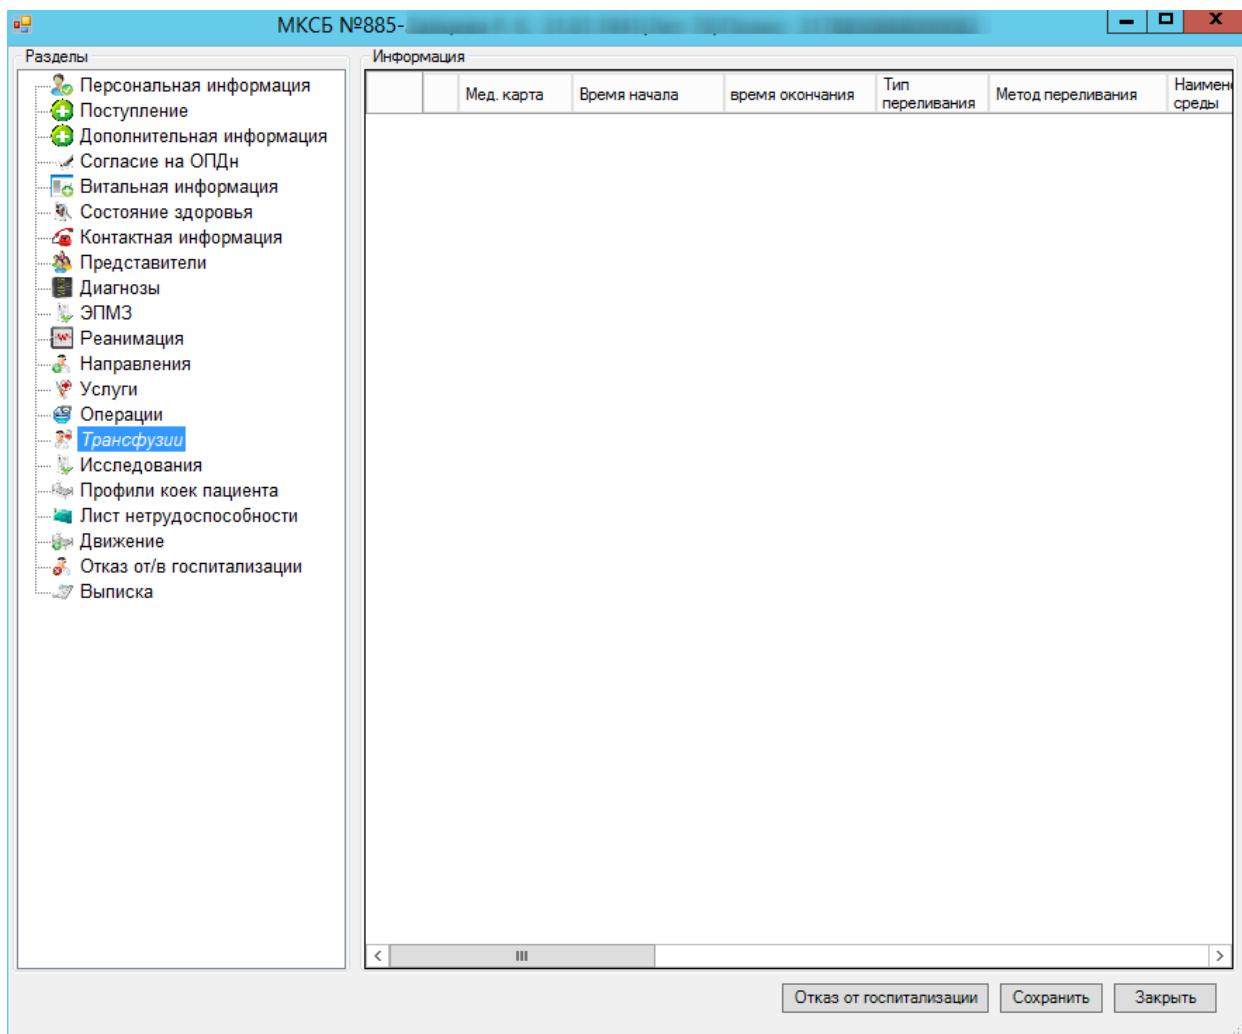 МКСБ №885-
Разделы
Персональная информация
Поступление
Дополнительная информация
Согласие на ОПДн
Витальная информация
Состояние здоровья
Контактная информация
Представители
Диагнозы
ЭПМЗ
Реанимация
Направления
Услуги
Операции
Трансфузии
Исследования
Профили коек пациента
Лист нетрудоспособности
Движение
Отказ от/в госпитализации
Выписка
Информация
Мед. карта
Время начала
время окончания
Тип
переливания
Метод переливания
Наимен
среды
Отказ от госпитализации
Сохранить
Закрыть